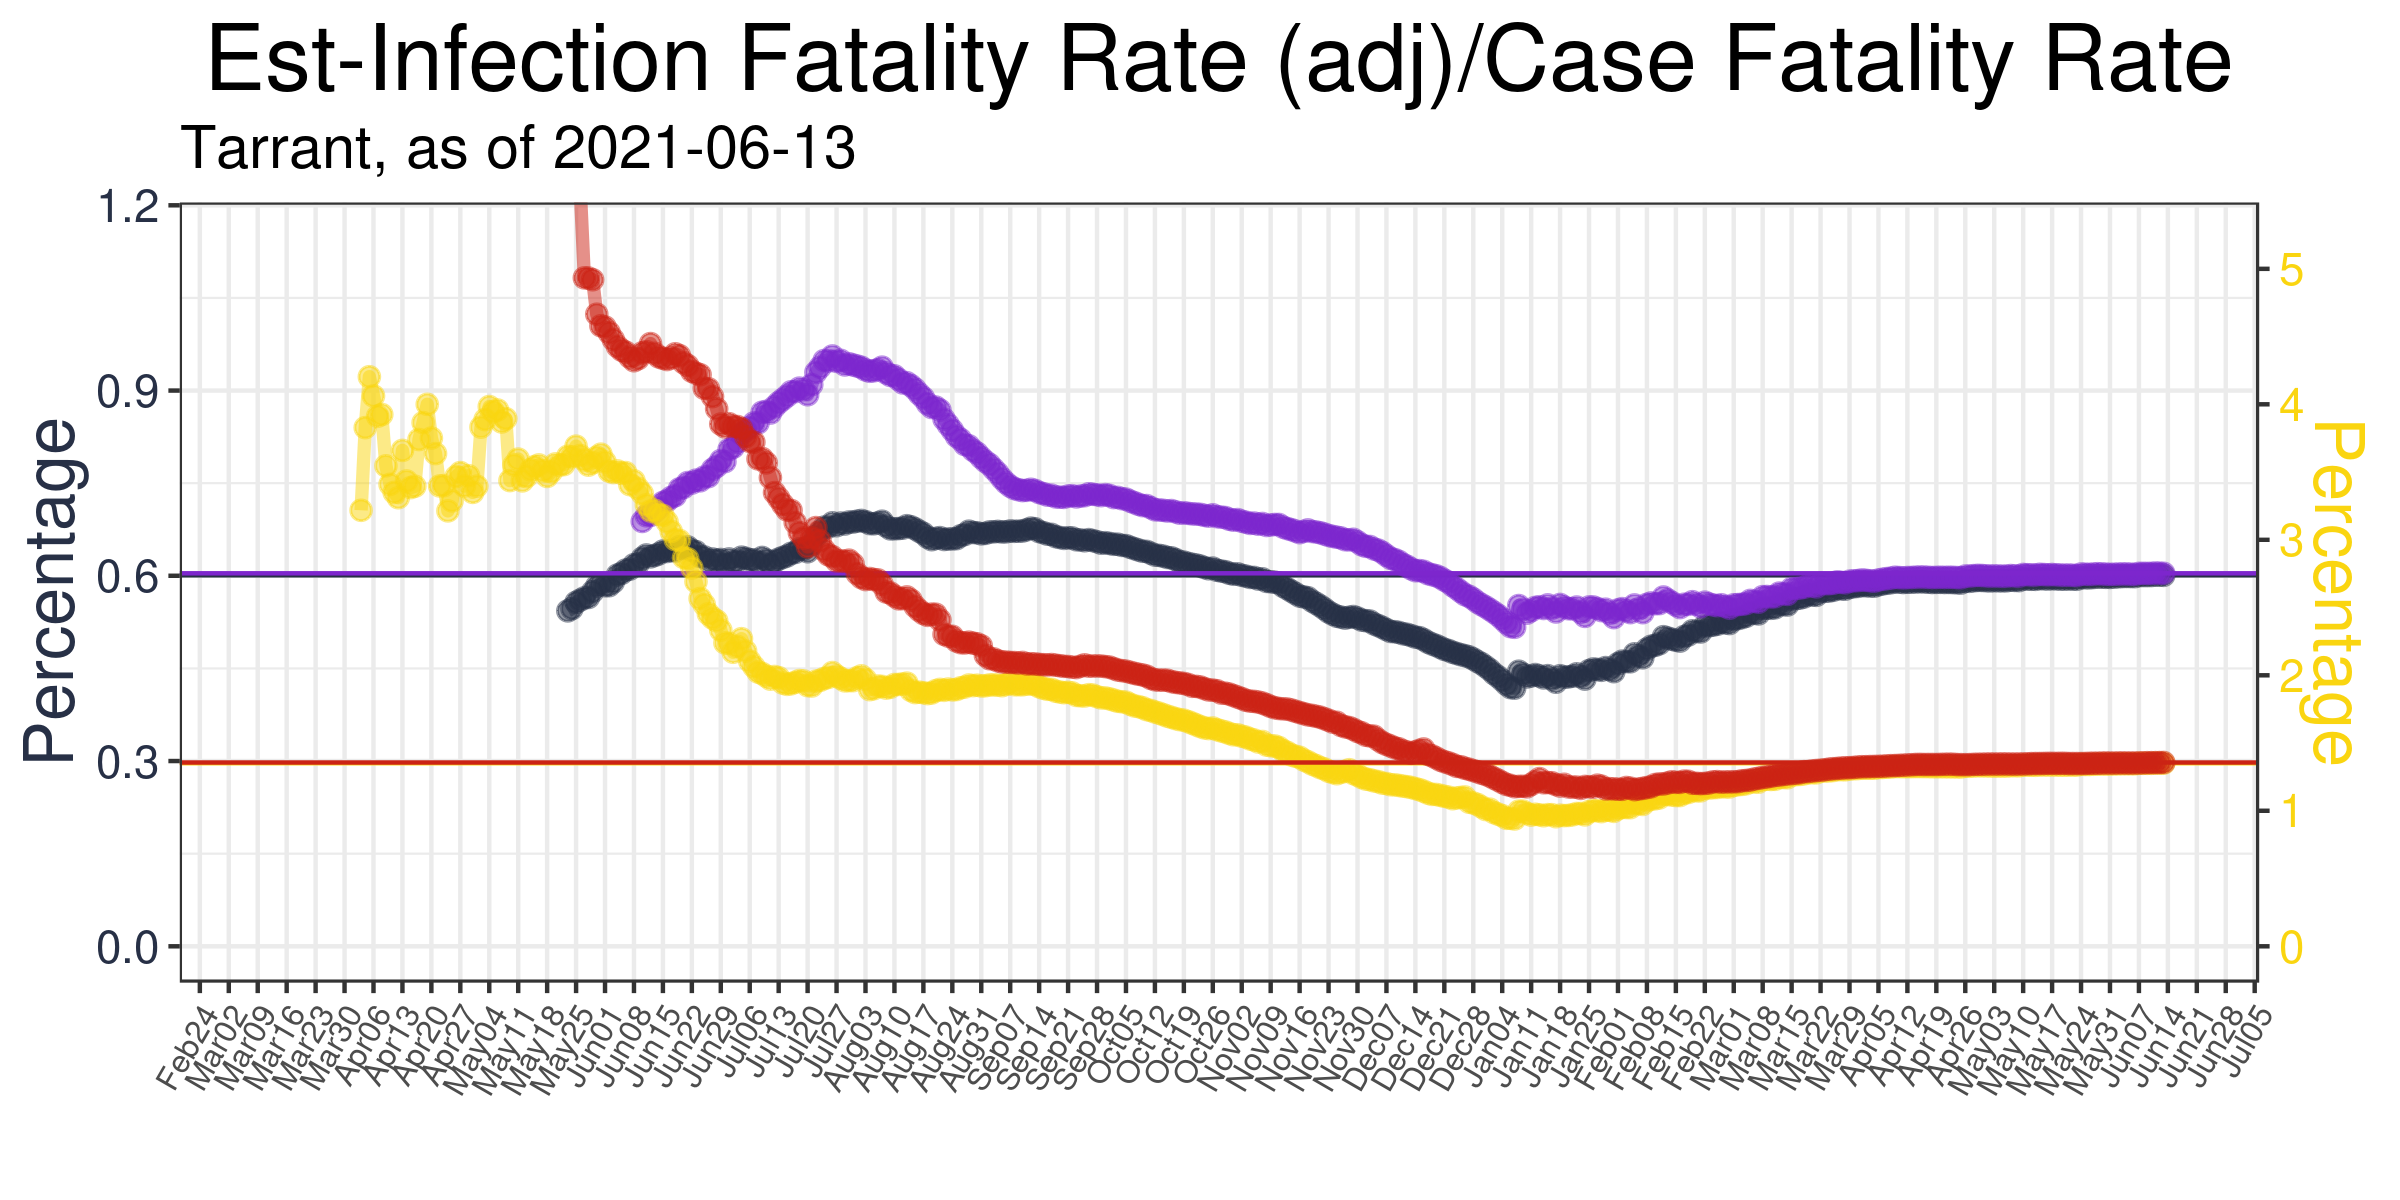 Est-Infection Fatality Rate (adj)/Case Fatality Rate
Tarrant, as of 2021-06-13
Percentage
1.2
0.9
0.6
0.3
0.0
5
4
3
2
1
0
Percentage
Feb24
Mar02
Mar09
Mar16
Mar23
Mar30
Apr06
Apr13
Apr20
Apr27
May04
May11
May18
May25
Jun01
Jun08
Jun15
Jun22
Jun29
Jul06
Jul13
Jul20
Jul27
Aug03
Aug10
Aug17
Aug24
Aug31
Sep07
Sep14
Sep21
Sep28
Oct05
Oct12
Oct19
Oct26
Nov02
Nov09
Nov16
Nov23
Nov30
Dec07
Dec14
Dec21
Dec28
Dec04
Jan11
Jan18
Jan25
Feb01
Feb08
Feb15
Feb22
Mar01
Mar08
Mar15
Mar22
Mar29
Apr05
Apr12
Apr19
Apr26
May03
May10
May17
May24
May31
Jun07
Jun14
Jun21
Jun28
Jul05